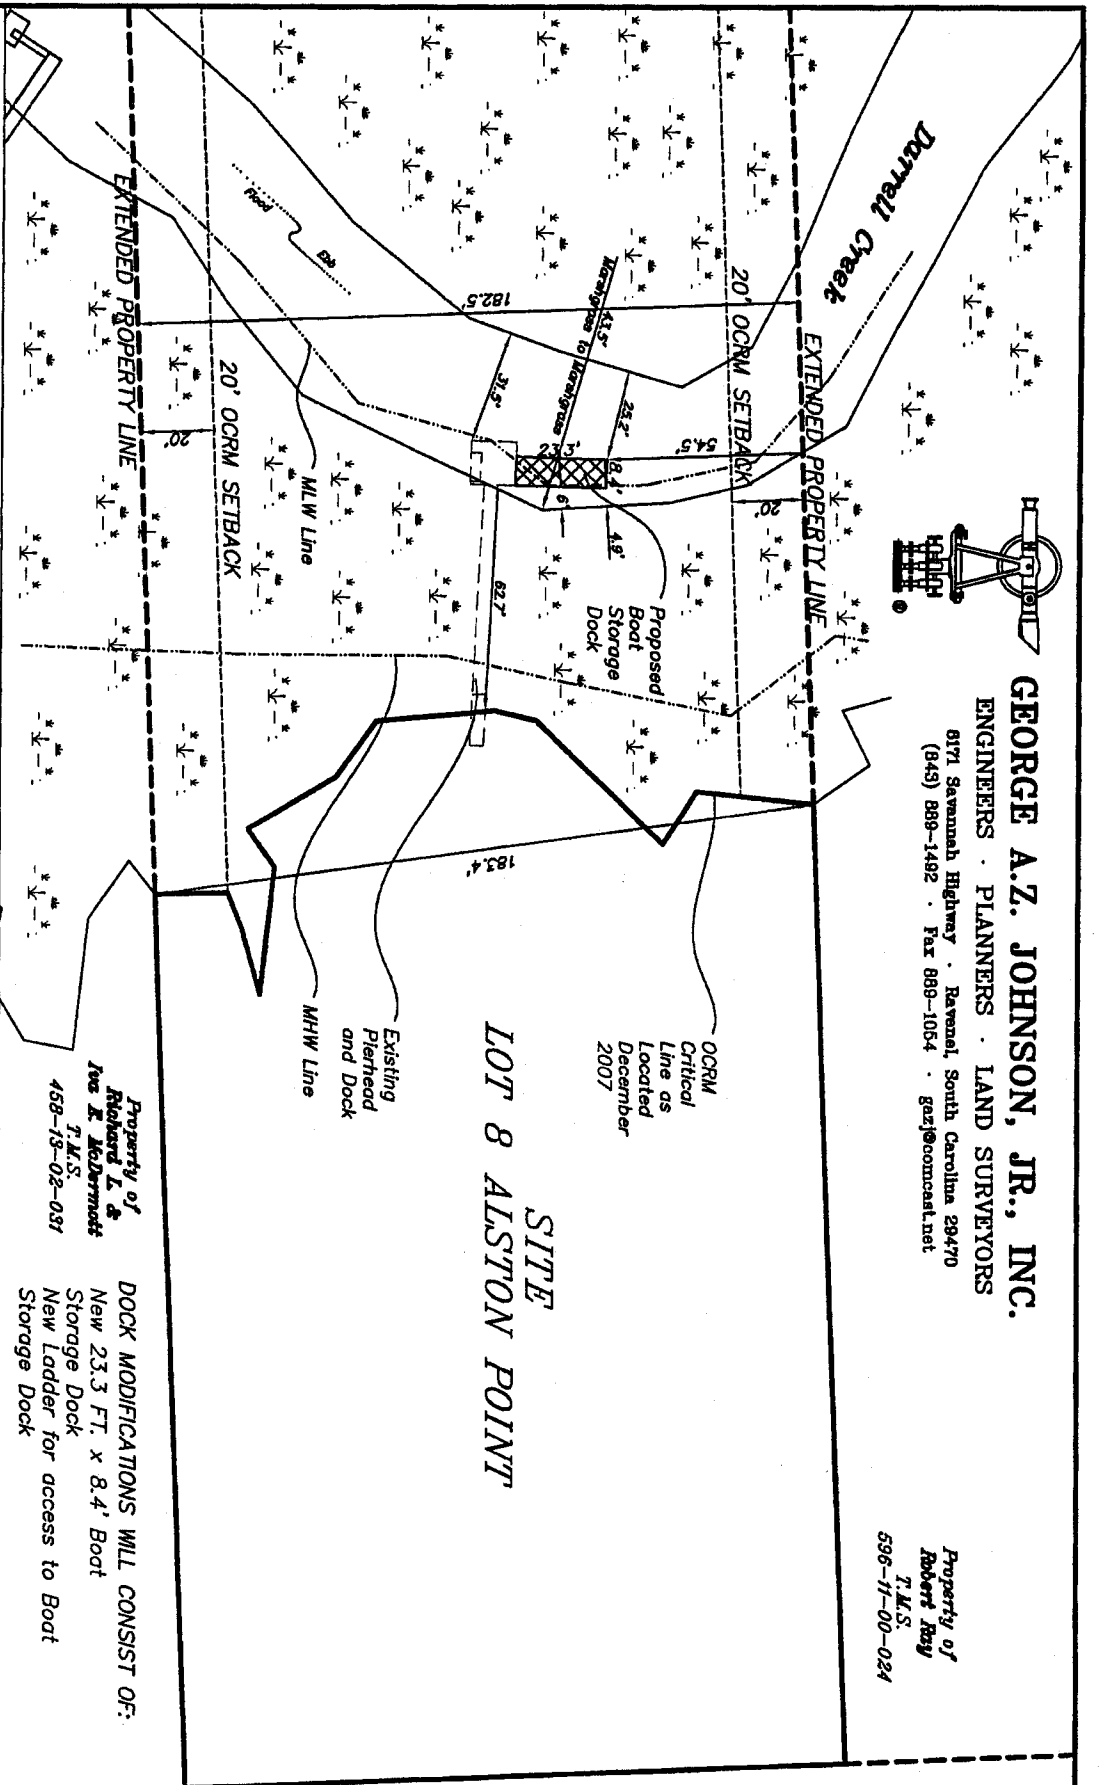 GEORGE A.Z. JOHNSON, JR., INC.
ENGINEERS · PLANNERS · LAND SURVEYORS
8171 Savannah Highway · Ravenel, South Carolina 29470
(843) 889-1492 · Fax 889-1054 · gazj@comcast.net
Darrell Creek
EXTENDED PROPERTY LINE
20' OCRM SETBACK
20'
54.5'
182.5'
43.5'
Marshgrass to Marshgrass
25.2'
31.5'
23.3'
8.4'
6'
4.9'
62.7'
Flood
Ebb
Proposed
Boat
Storage
Dock
MLW Line
20' OCRM SETBACK
20'
EXTENDED PROPERTY LINE
183.4'
OCRM
Critical
Line as
Located
December
2007
Existing
Pierhead
and Dock
MHW Line
SITE
LOT 8 ALSTON POINT
Property of
Robert Ray
T.M.S.
596-11-00-024
Property of
Richard L. &
Iva K. McDermott
T.M.S.
458-13-02-031
DOCK MODIFICATIONS WILL CONSIST OF:
New 23.3 FT. x 8.4' Boat
Storage Dock
New Ladder for access to Boat
Storage Dock